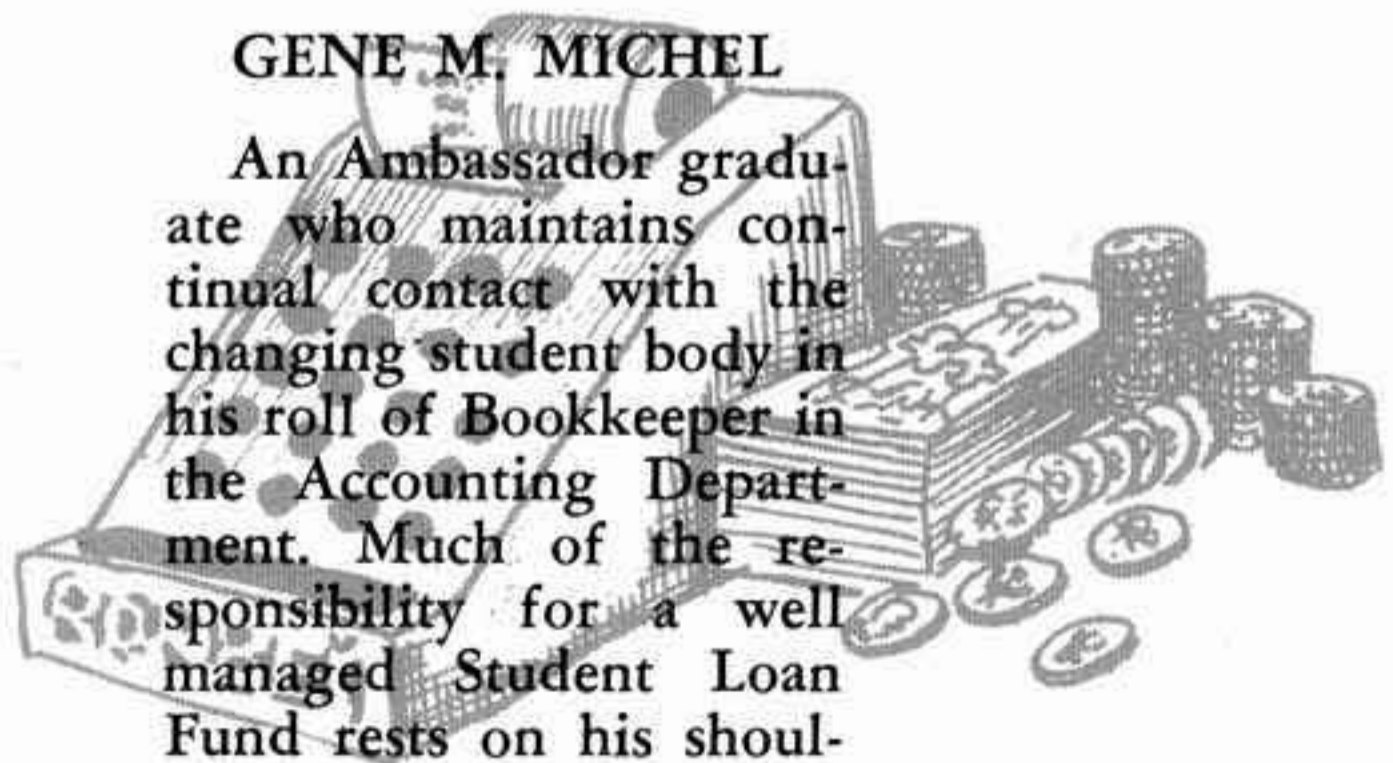 GENE M. MICHEL
An Ambassador gradu-
ate who maintains con-
tinual contact with the
changing student body in
his roll of Bookkeeper in
the Accounting Depart-
ment. Much of the re-
sponsibility for a well
managed Student Loan
Fund rests on his shoul-